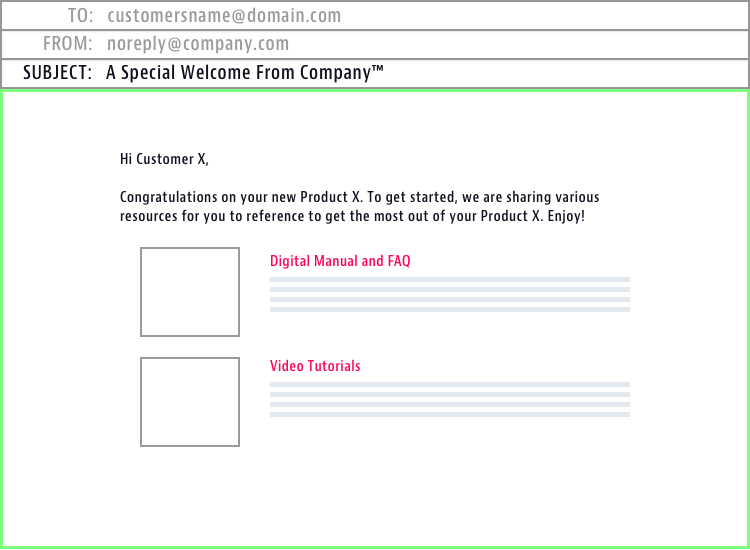 TO: customersname@domain.com
FROM: noreply@company.com
SUBJECT: A Special Welcome From Company™
Hi Customer X,
Congratulations on your new Product X. To get started, we are sharing various
resources for you to reference to get the most out of your Product X. Enjoy!
Digital Manual and FAQ
Video Tutorials